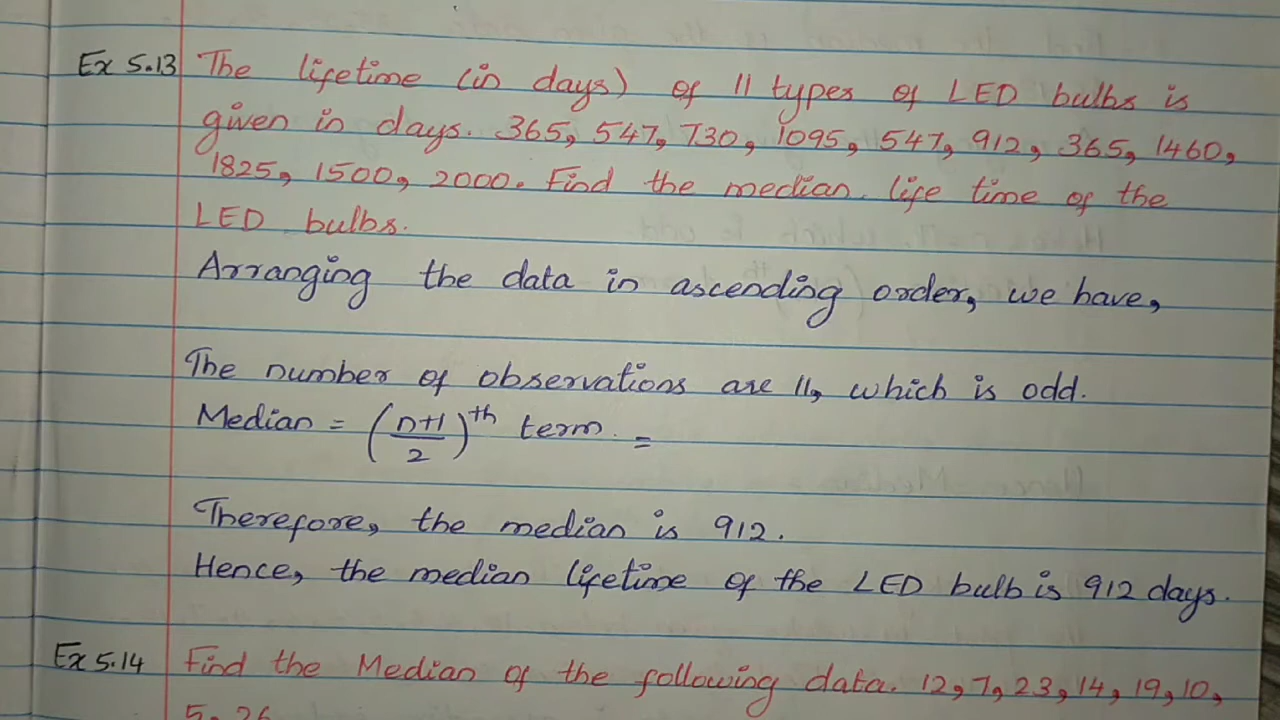 Ex 5.13 The lifetime (in days) of 11 types of LED bulbs is
given in days. 365, 547, 730, 1095, 547, 912, 365, 1460,
1825, 1500, 2000. Find the median. life time of the
LED bulbs.
Arranging the data in ascending order, we have,
The number of observations are 11, which is odd.
Median = (n+1/2)th term. =
Therefore, the median is 912.
Hence, the median lifetime of the LED bulb is 912 days.
Ex 5.14 Find the Median of the following data. 12, 7, 23, 14, 19, 10,
5, 26